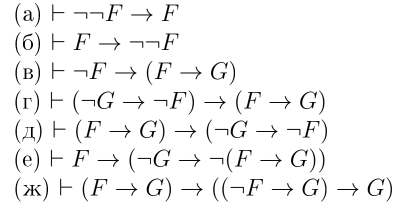 (а) ⊢ ¬¬F → F
(б) ⊢ F → ¬¬F
(в) ⊢ ¬F → (F → G)
(г) ⊢ (¬G → ¬F) → (F → G)
(д) ⊢ (F → G) → (¬G → ¬F)
(е) ⊢ F → (¬G → ¬(F → G))
(ж) ⊢ (F → G) → ((¬F → G) → G)